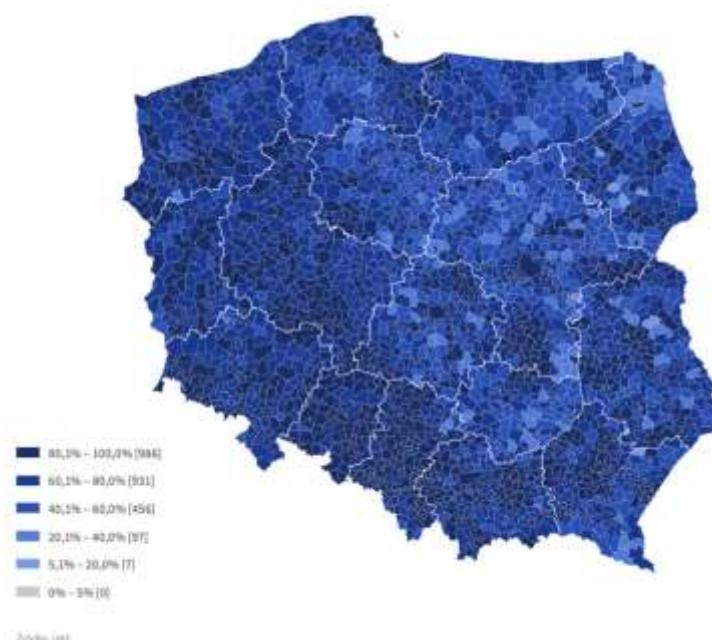 80,1% – 100,0% [986]
60,1% – 80,0% [931]
40,1% – 60,0% [456]
20,1% – 40,0% [97]
5,1% – 20,0% [7]
0% – 5% [0]